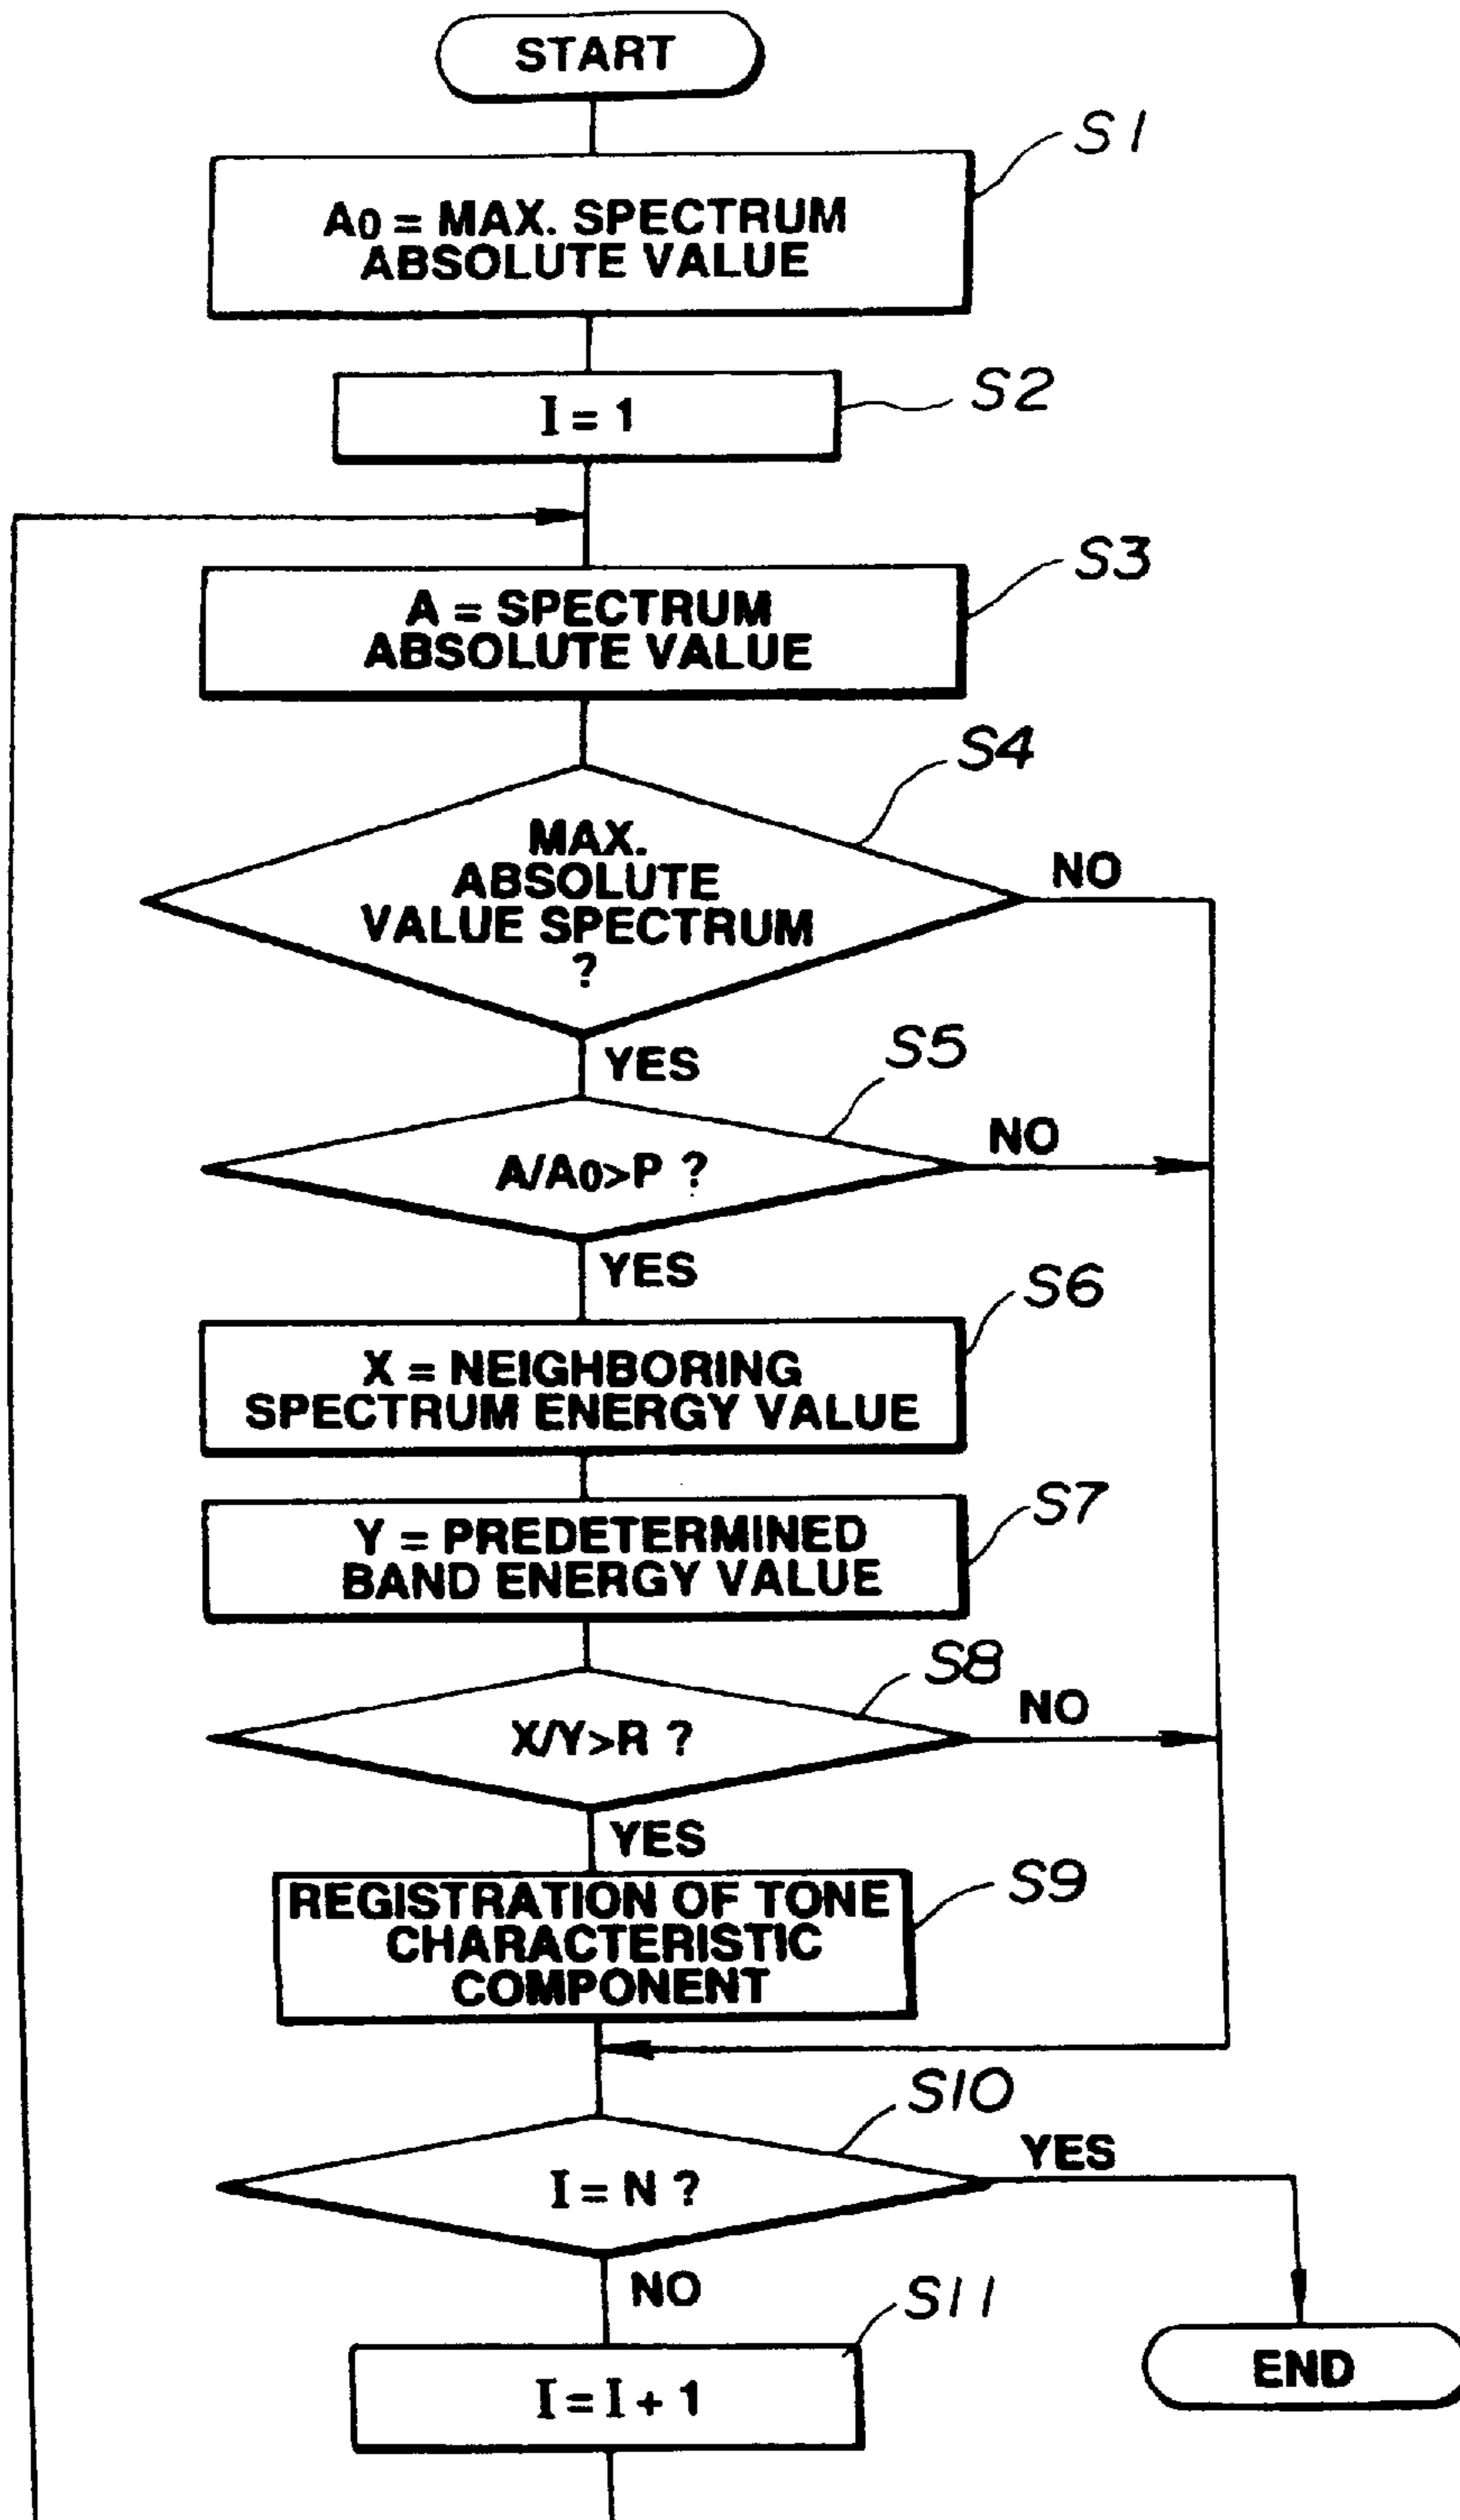 START
S1
A0 = MAX. SPECTRUM
ABSOLUTE VALUE
S2
I = 1
S3
A = SPECTRUM
ABSOLUTE VALUE
S4
MAX.
ABSOLUTE
VALUE SPECTRUM
?
NO
YES
S5
A/A0>P ?
NO
YES
S6
X = NEIGHBORING
SPECTRUM ENERGY VALUE
S7
Y = PREDETERMINED
BAND ENERGY VALUE
S8
X/Y>R ?
NO
YES
S9
REGISTRATION OF TONE
CHARACTERISTIC
COMPONENT
S10
I = N ?
YES
NO
S11
I = I + 1
END